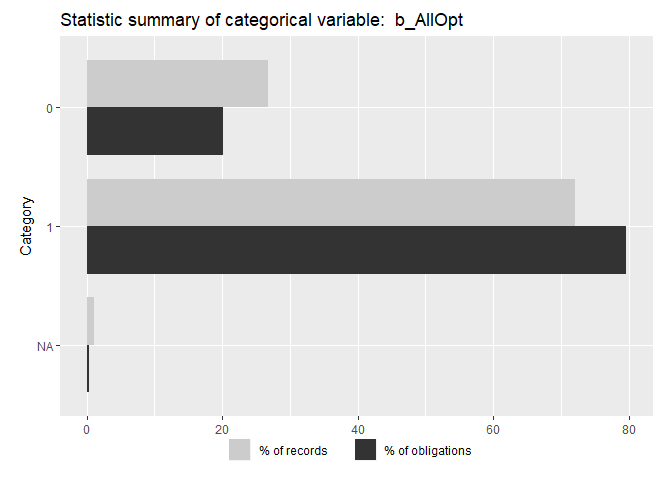 Statistic summary of categorical variable:  b_AllOpt
Category
0
1
NA
0 20 40 60 80
% of records % of obligations